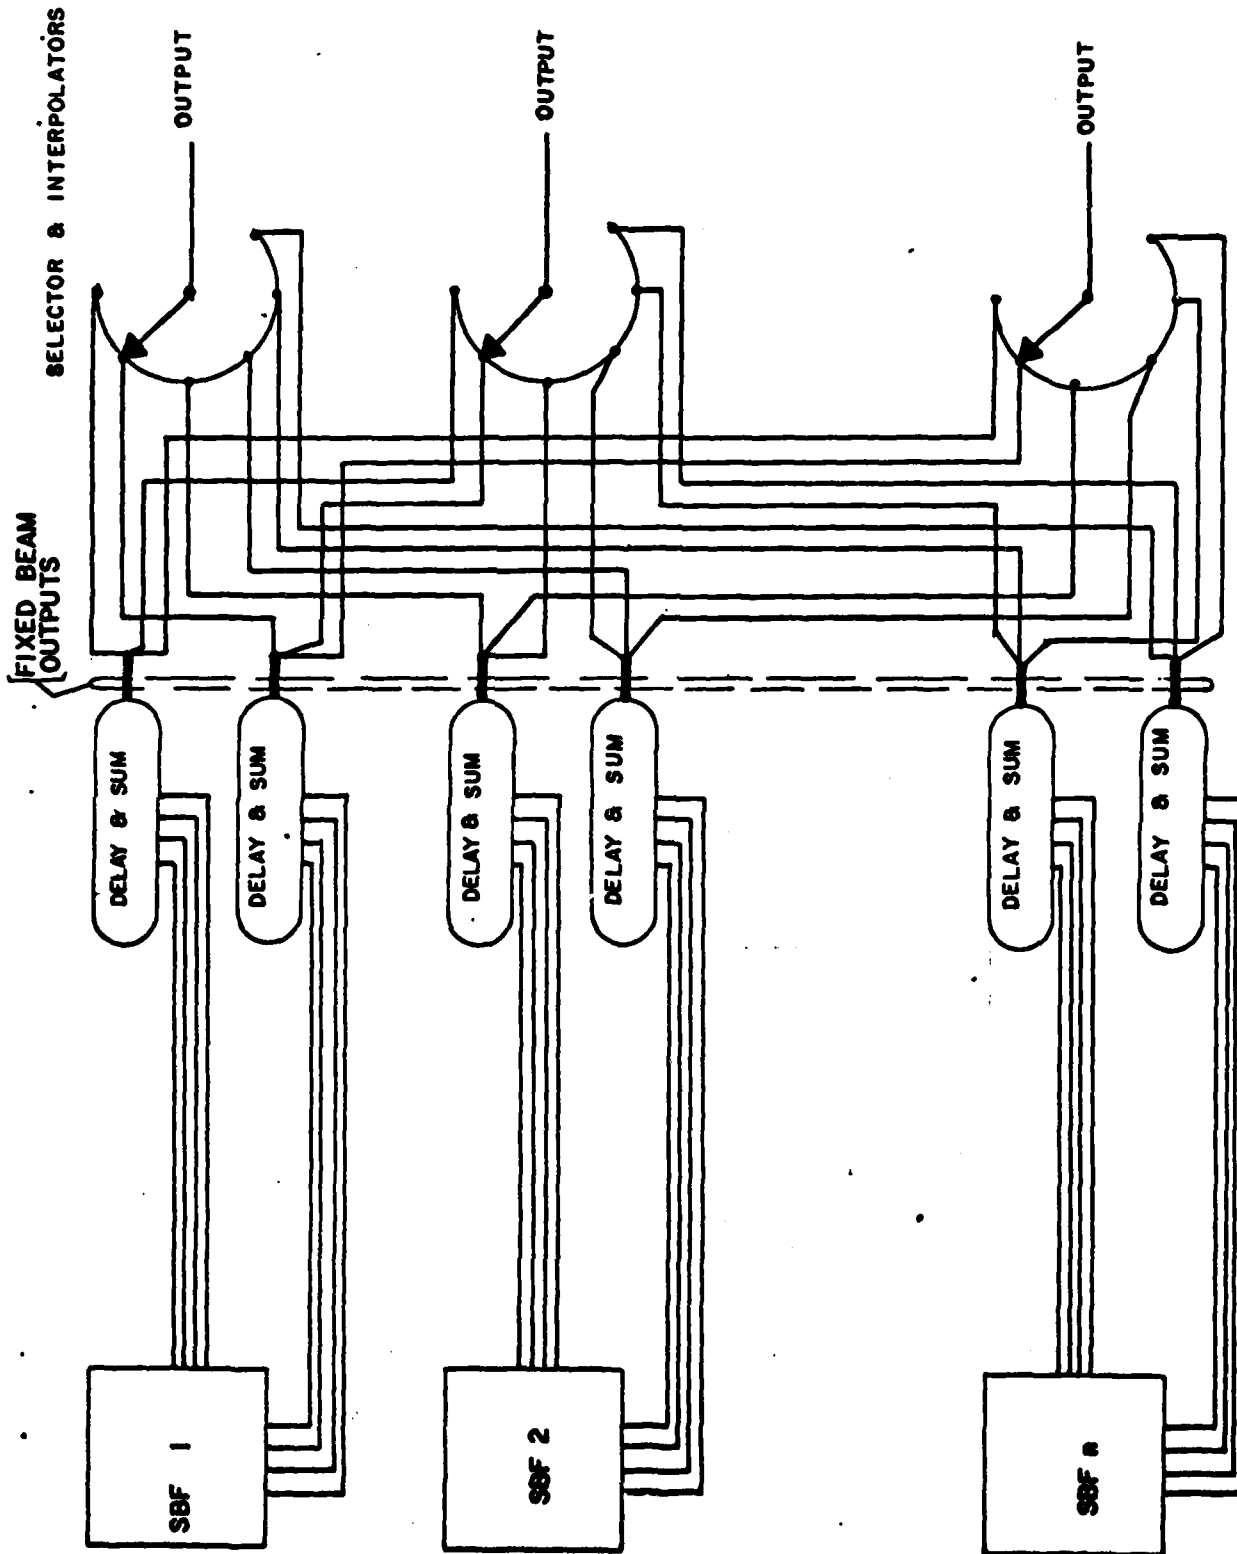 SELECTOR & INTERPOLATORS
OUTPUT
OUTPUT
OUTPUT
FIXED BEAM
OUTPUTS
DELAY & SUM
DELAY & SUM
DELAY & SUM
DELAY & SUM
DELAY & SUM
DELAY & SUM
SBF 1
SBF 2
SBF n